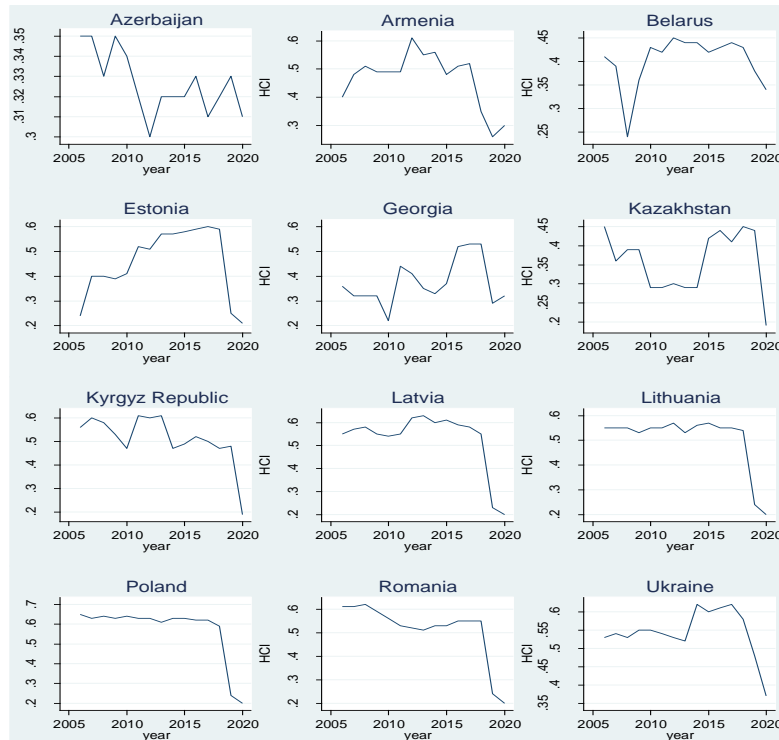 Azerbaijan
.3 .31 .32 .33 .34 .35
2005 2010 2015 2020
year
Armenia
HCI
.3 .4 .5 .6
2005 2010 2015 2020
year
Belarus
HCI
.25 .3 .35 .4 .45
2005 2010 2015 2020
year
Estonia
.2 .3 .4 .5 .6
2005 2010 2015 2020
year
Georgia
HCI
.2 .3 .4 .5 .6
2005 2010 2015 2020
year
Kazakhstan
HCI
.2 .25 .3 .35 .4 .45
2005 2010 2015 2020
year
Kyrgyz Republic
.2 .3 .4 .5 .6
2005 2010 2015 2020
year
Latvia
HCI
.2 .3 .4 .5 .6
2005 2010 2015 2020
year
Lithuania
HCI
.2 .3 .4 .5 .6
2005 2010 2015 2020
year
Poland
.2 .3 .4 .5 .6 .7
2005 2010 2015 2020
year
Romania
HCI
.2 .3 .4 .5 .6
2005 2010 2015 2020
year
Ukraine
HCI
.35 .4 .45 .5 .55 .6
2005 2010 2015 2020
year